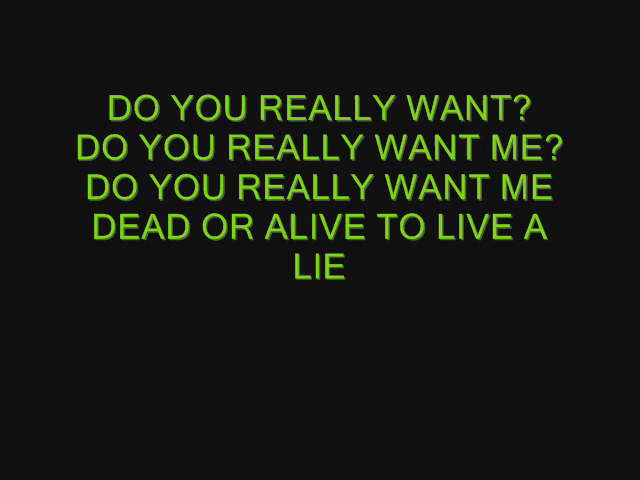 DO YOU REALLY WANT?
DO YOU REALLY WANT ME?
DO YOU REALLY WANT ME
DEAD OR ALIVE TO LIVE A
LIE